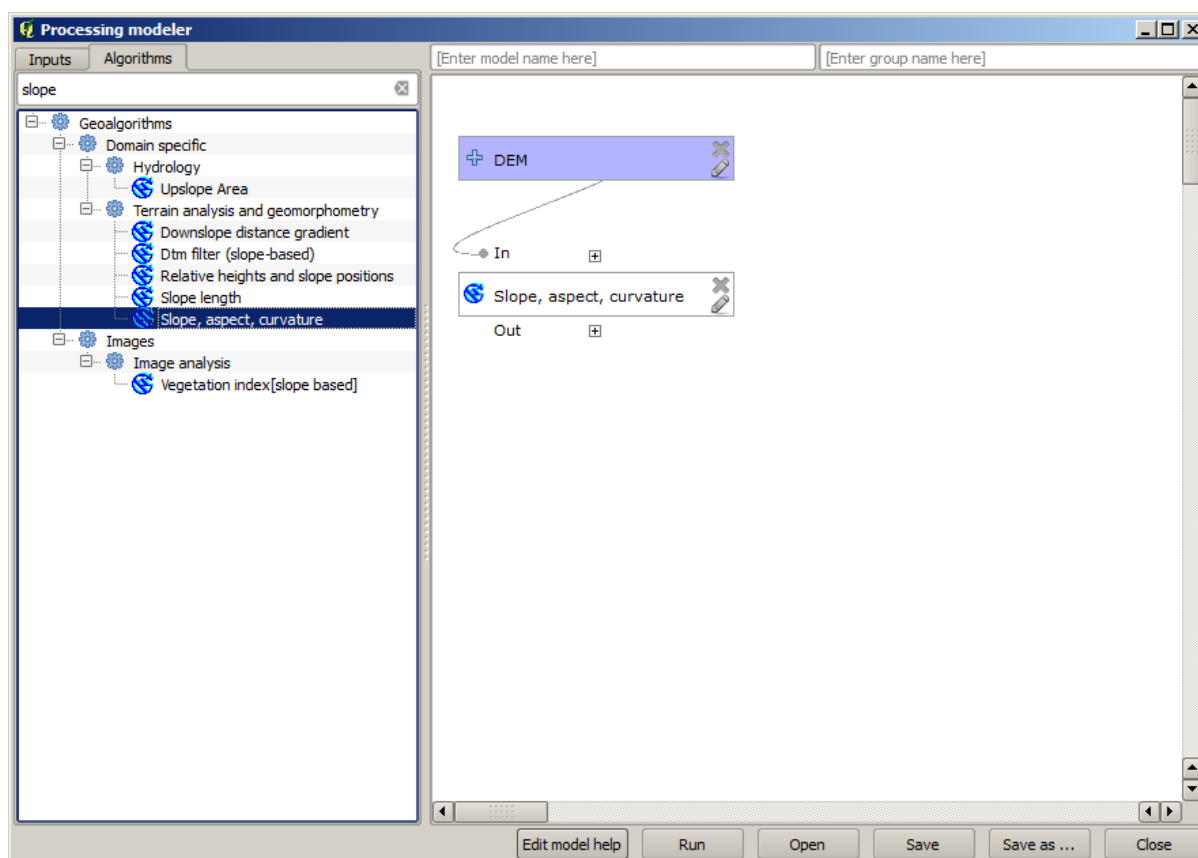 Processing modeler
Inputs Algorithms [Enter model name here] [Enter group name here]
slope
Geoalgorithms
Domain specific
Hydrology
Upslope Area
Terrain analysis and geomorphometry
Downslope distance gradient
Dtm filter (slope-based)
Relative heights and slope positions
Slope length
Slope, aspect, curvature
Images
Image analysis
Vegetation index[slope based]
DEM
In
Slope, aspect, curvature
Out
Edit model help Run Open Save Save as ... Close